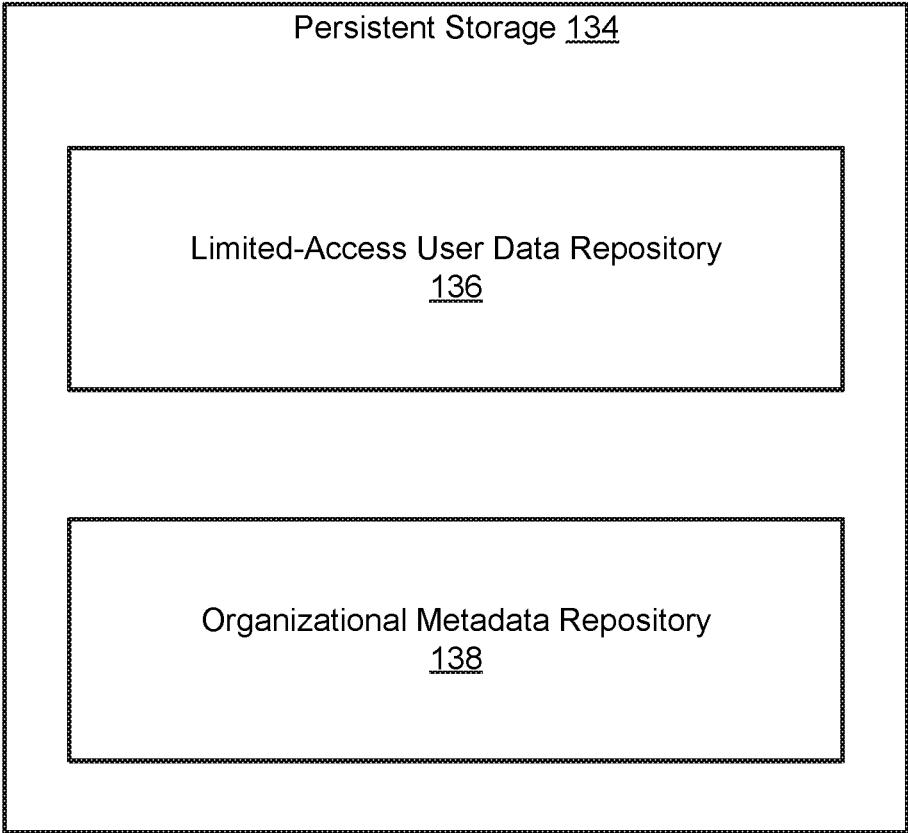 Persistent Storage 134
Limited-Access User Data Repository
136
Organizational Metadata Repository
138